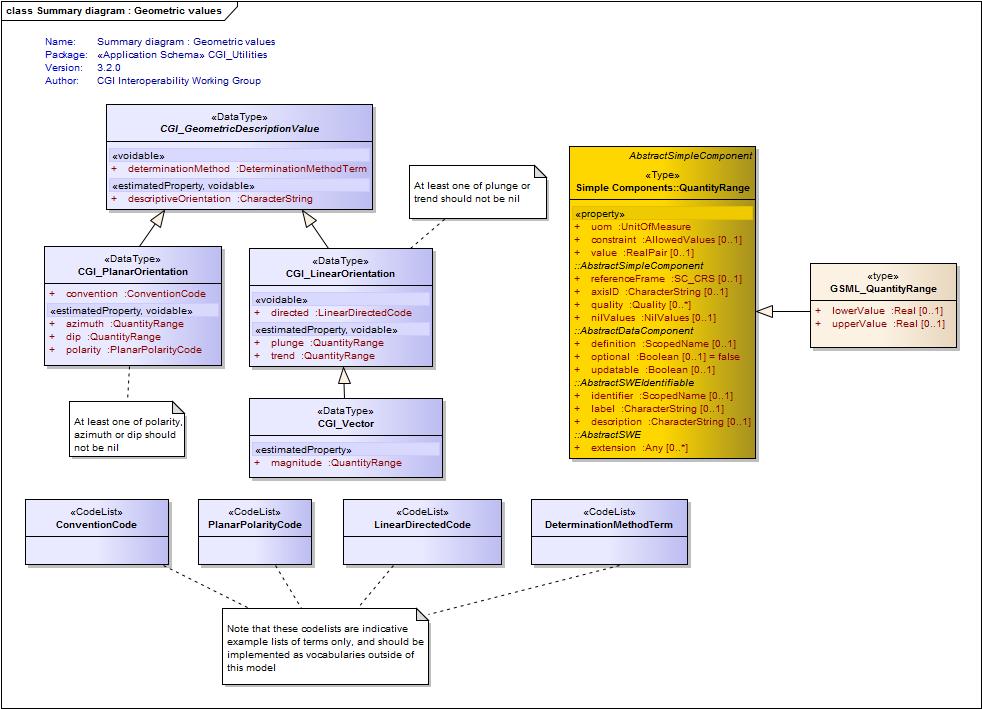 class Summary diagram : Geometric values
Name: Summary diagram : Geometric values
Package: «Application Schema» CGI_Utilities
Version: 3.2.0
Author: CGI Interoperability Working Group
«DataType»
CGI_GeometricDescriptionValue
«voidable»
+ determinationMethod :DeterminationMethodTerm
«estimatedProperty, voidable»
+ descriptiveOrientation :CharacterString
At least one of plunge or
trend should not be nil
«DataType»
CGI_PlanarOrientation
+ convention :ConventionCode
«estimatedProperty, voidable»
+ azimuth :QuantityRange
+ dip :QuantityRange
+ polarity :PlanarPolarityCode
«DataType»
CGI_LinearOrientation
«voidable»
+ directed :LinearDirectedCode
«estimatedProperty, voidable»
+ plunge :QuantityRange
+ trend :QuantityRange
At least one of polarity,
azimuth or dip should
not be nil
«DataType»
CGI_Vector
«estimatedProperty»
+ magnitude :QuantityRange
AbstractSimpleComponent
«Type»
Simple Components::QuantityRange
«property»
+ uom :UnitOfMeasure
+ constraint :AllowedValues [0..1]
+ value :RealPair [0..1]
::AbstractSimpleComponent
+ referenceFrame :SC_CRS [0..1]
+ axisID :CharacterString [0..1]
+ quality :Quality [0..*]
+ nilValues :NilValues [0..1]
::AbstractDataComponent
+ definition :ScopedName [0..1]
+ optional :Boolean [0..1] = false
+ updatable :Boolean [0..1]
::AbstractSWEIdentifiable
+ identifier :ScopedName [0..1]
+ label :CharacterString [0..1]
+ description :CharacterString [0..1]
::AbstractSWE
+ extension :Any [0..*]
«type»
GSML_QuantityRange
+ lowerValue :Real [0..1]
+ upperValue :Real [0..1]
«CodeList»
ConventionCode
«CodeList»
PlanarPolarityCode
«CodeList»
LinearDirectedCode
«CodeList»
DeterminationMethodTerm
Note that these codelists are indicative
example lists of terms only, and should be
implemented as vocabularies outside of
this model